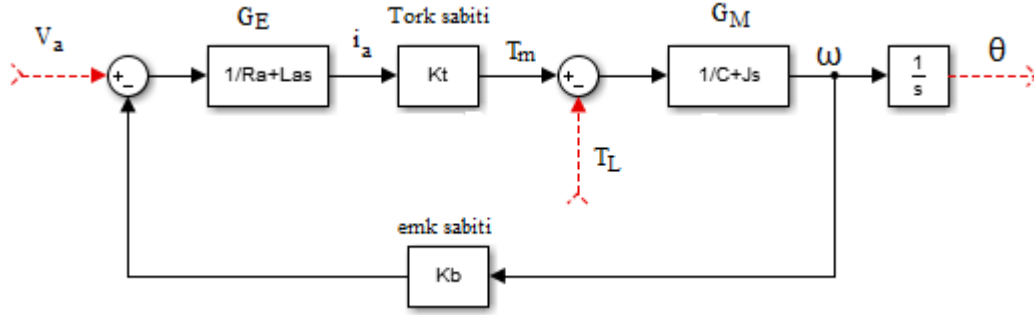 G_E
Tork sabiti
G_M
V_a
i_a
T_m
ω
θ
+
−
1/Ra+Las
Kt
+
−
1/C+Js
1
s
T_L
emk sabiti
Kb